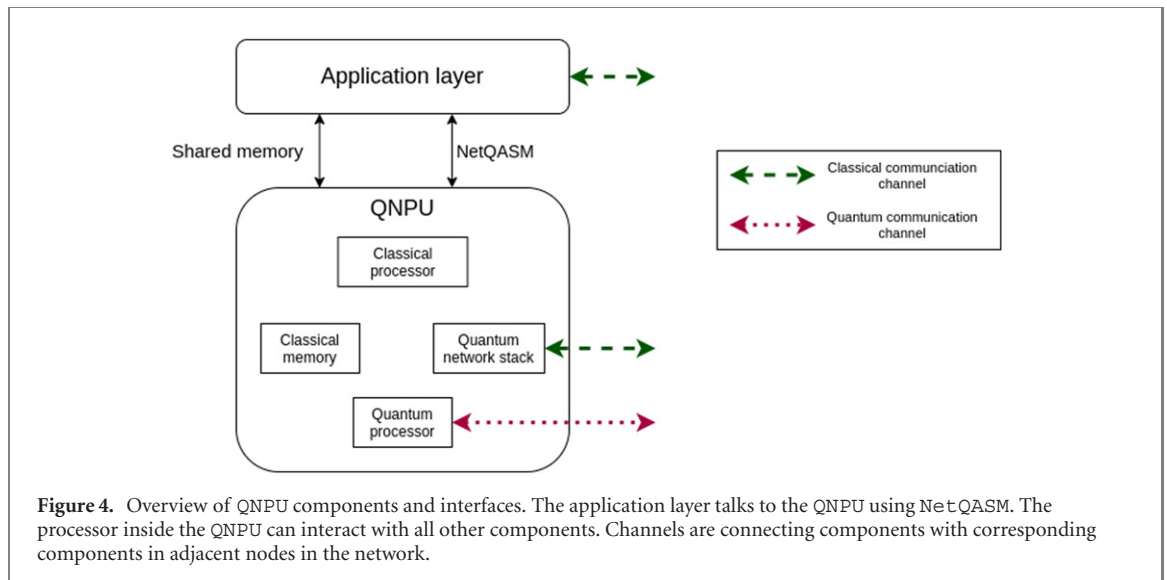 Application layer
Shared memory
NetQASM
QNPU
Classical
processor
Classical
memory
Quantum
network stack
Quantum
processor
Classical communciation
channel
Quantum communication
channel
Figure 4. Overview of QNPU components and interfaces. The application layer talks to the QNPU using NetQASM. The
processor inside the QNPU can interact with all other components. Channels are connecting components with corresponding
components in adjacent nodes in the network.